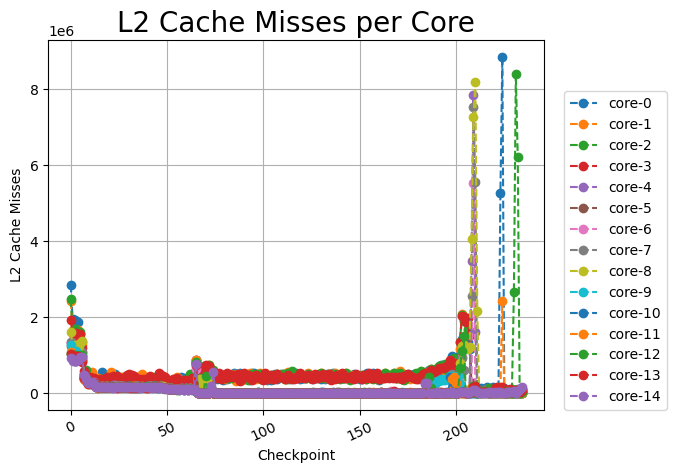 L2 Cache Misses per Core
1e6
8
6
4
2
0
L2 Cache Misses
0
50
100
150
200
Checkpoint
core-0
core-1
core-2
core-3
core-4
core-5
core-6
core-7
core-8
core-9
core-10
core-11
core-12
core-13
core-14